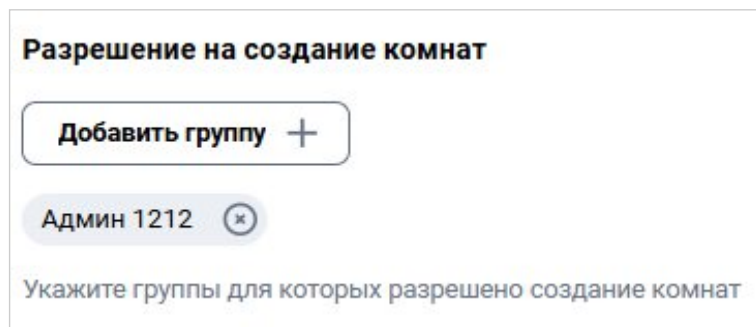 Разрешение на создание комнат
Добавить группу
Админ 1212
Укажите группы для которых разрешено создание комнат